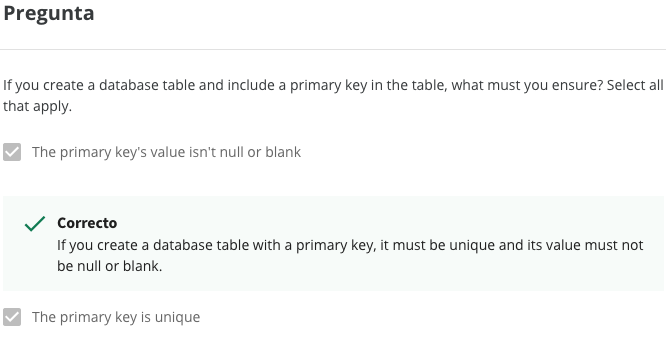 Pregunta
If you create a database table and include a primary key in the table, what must you ensure? Select all
that apply.
The primary key's value isn't null or blank
Correcto
If you create a database table with a primary key, it must be unique and its value must not
be null or blank.
The primary key is unique